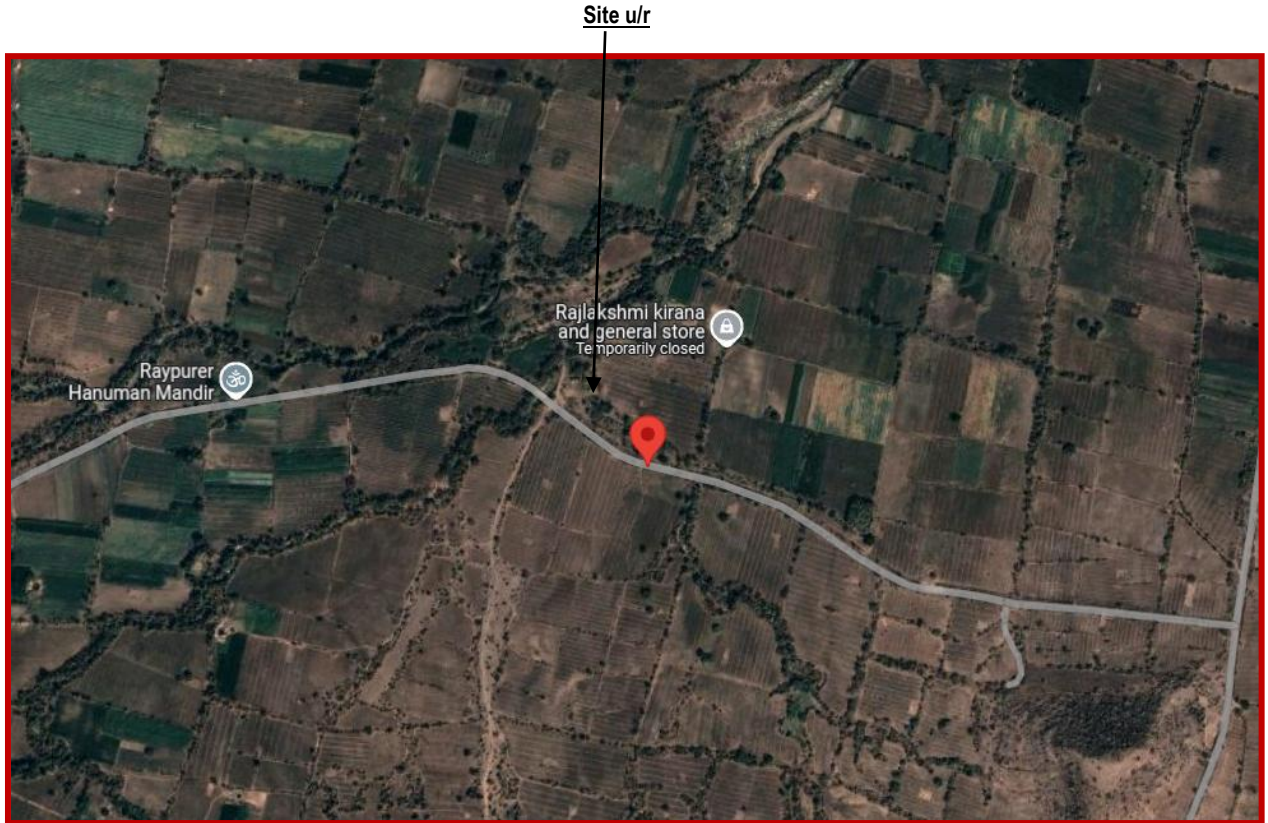 Site u/r
Rajlakshmi kirana
and general store
Temporarily closed
Raypurer
Hanuman Mandir